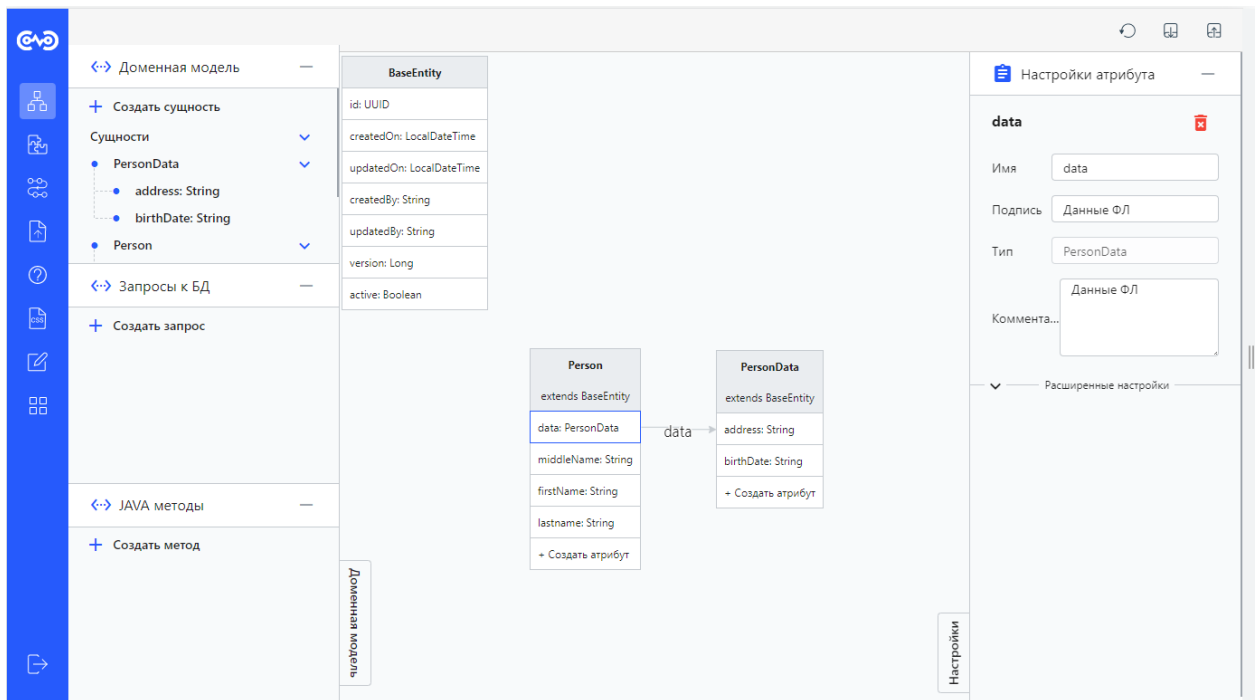 Доменная модель
Создать сущность
Сущности
PersonData
address: String
birthDate: String
Person
Запросы к БД
Создать запрос
JAVA методы
Создать метод
CSS
Доменная модель
BaseEntity
id: UUID
createdOn: LocalDateTime
updatedOn: LocalDateTime
createdBy: String
updatedBy: String
version: Long
active: Boolean
Person
extends BaseEntity
data: PersonData
middleName: String
firstName: String
lastname: String
+ Создать атрибут
data
PersonData
extends BaseEntity
address: String
birthDate: String
+ Создать атрибут
Настройки
Настройки атрибута
data
Имя
data
Подпись
Данные ФЛ
Тип
PersonData
Коммента...
Данные ФЛ
Расширенные настройки